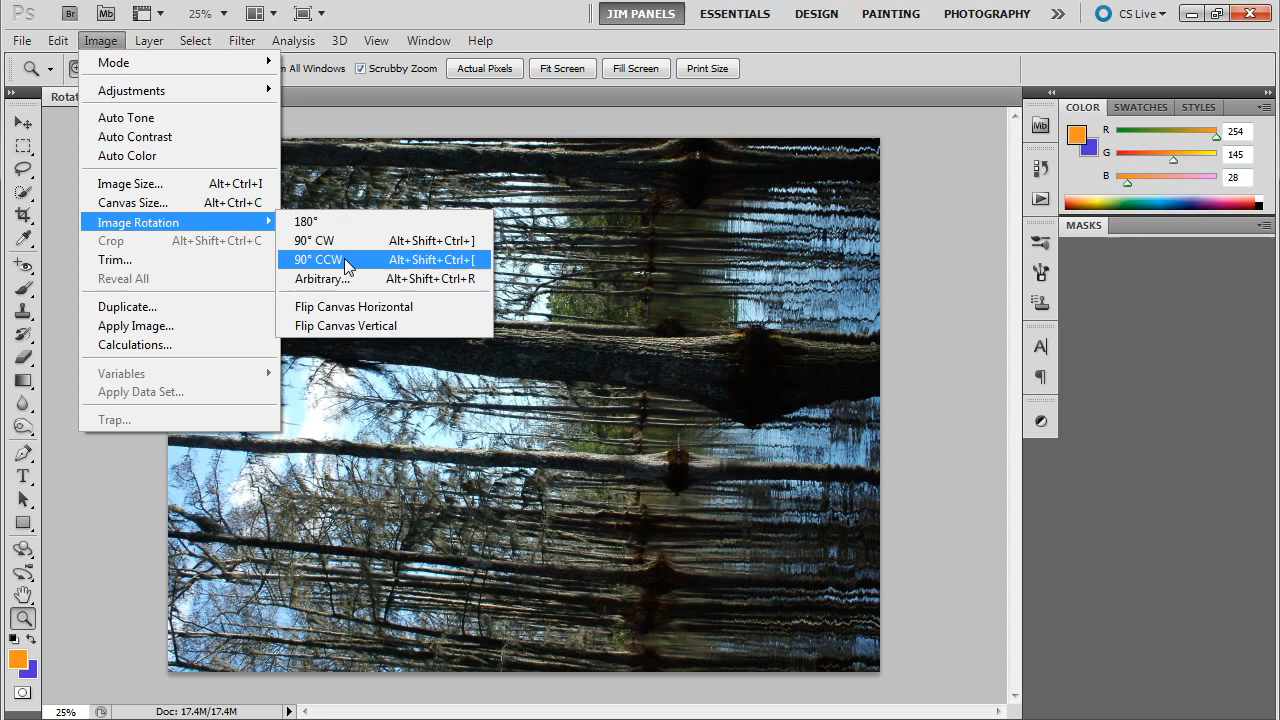 Ps Br Mb 25% JIM PANELS ESSENTIALS DESIGN PAINTING PHOTOGRAPHY CS Live
File Edit Image Layer Select Filter Analysis 3D View Window Help
All Windows Scrubby Zoom Actual Pixels Fit Screen Fill Screen Print Size
Mode
Adjustments
Auto Tone
Auto Contrast
Auto Color
Image Size... Alt+Ctrl+I
Canvas Size... Alt+Ctrl+C
Image Rotation
Crop Alt+Shift+Ctrl+C
Trim...
Reveal All
Duplicate...
Apply Image...
Calculations...
Variables
Apply Data Set...
Trap...
180°
90° CW Alt+Shift+Ctrl+]
90° CCW Alt+Shift+Ctrl+[
Arbitrary... Alt+Shift+Ctrl+R
Flip Canvas Horizontal
Flip Canvas Vertical
Mb
COLOR SWATCHES STYLES
R 254
G 145
B 28
MASKS
25% Doc: 17.4M/17.4M